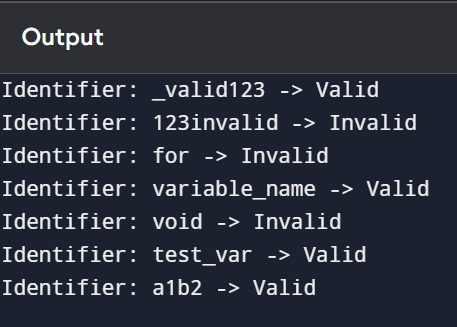 Output
Identifier: _valid123 -> Valid
Identifier: 123invalid -> Invalid
Identifier: for -> Invalid
Identifier: variable_name -> Valid
Identifier: void -> Invalid
Identifier: test_var -> Valid
Identifier: a1b2 -> Valid